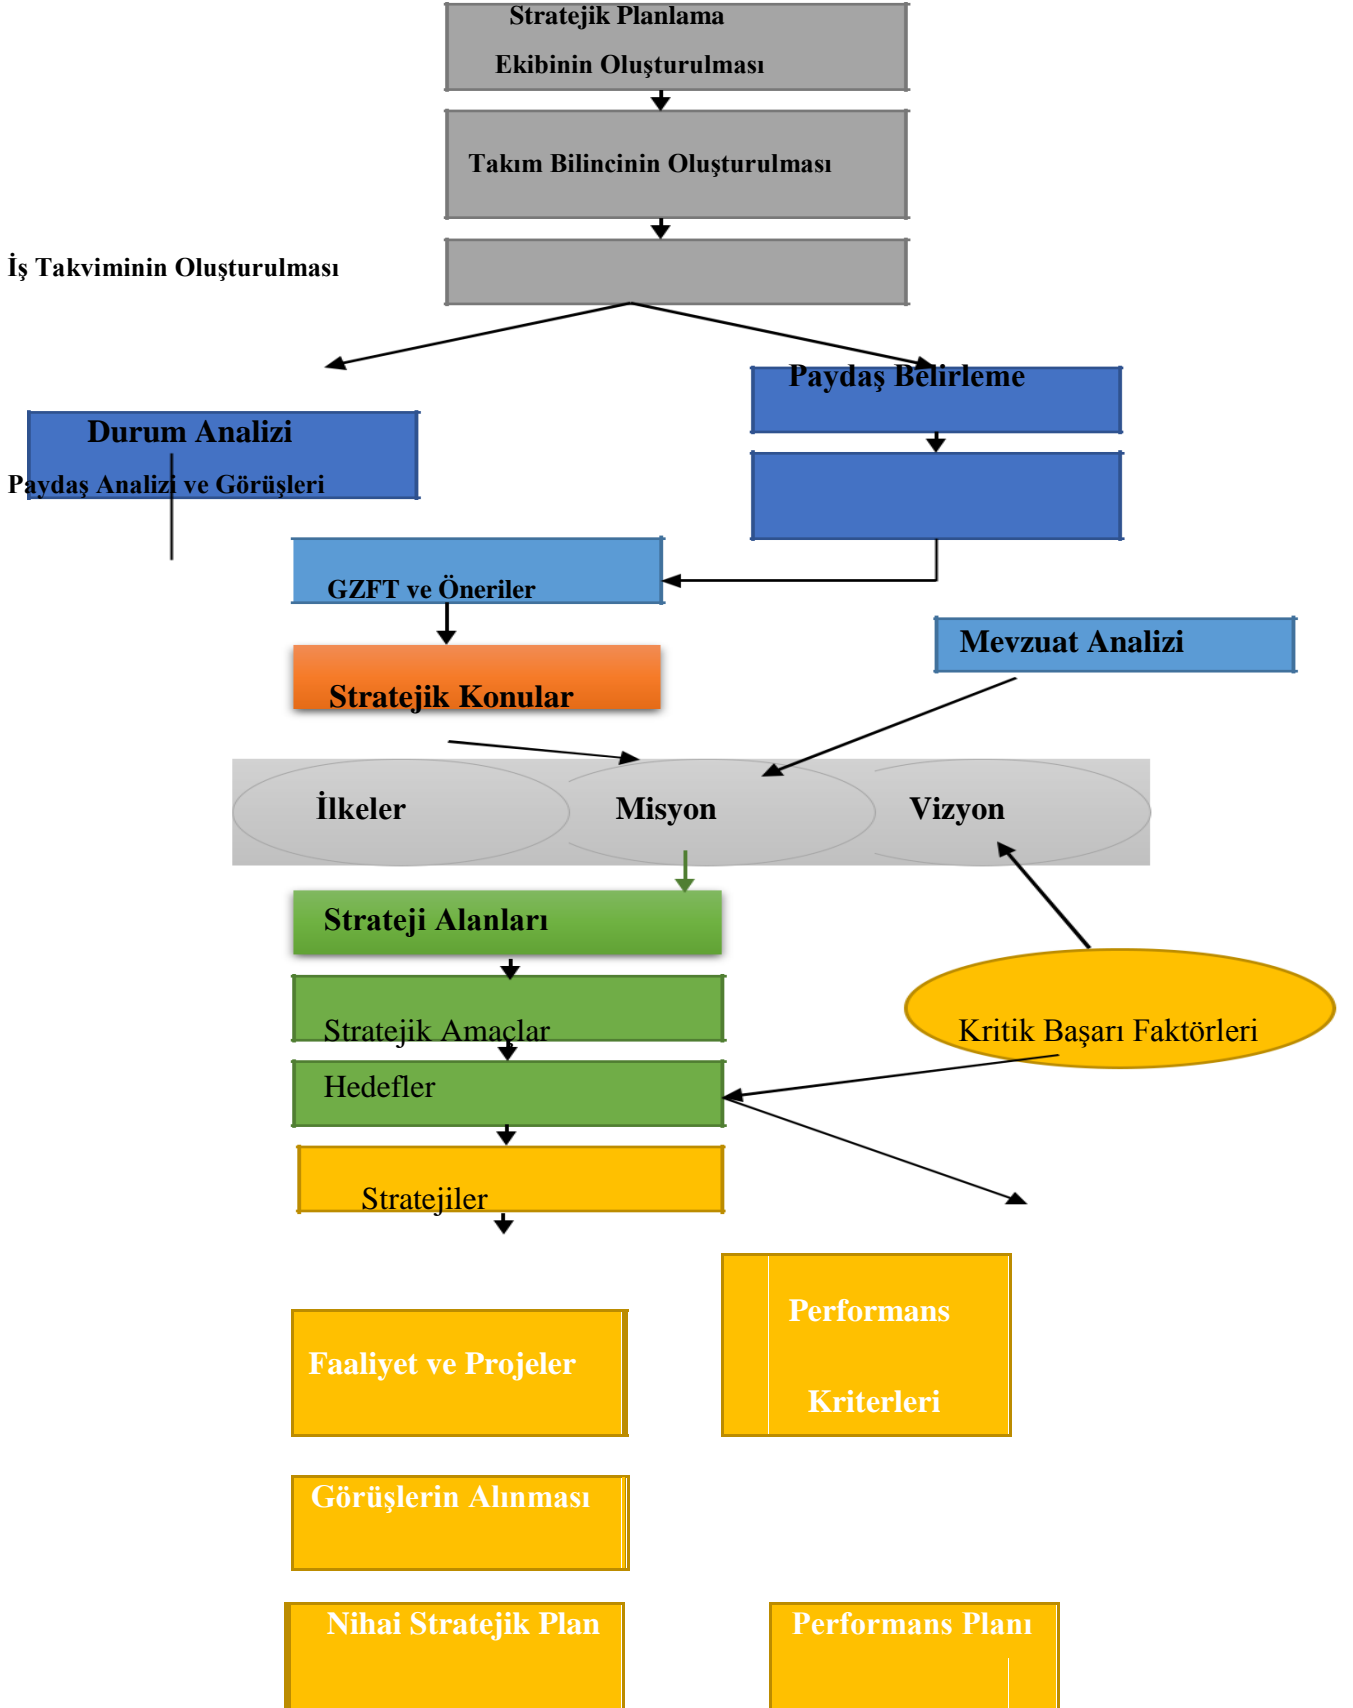 Stratejik Planlama
Ekibinin Oluşturulması
Takım Bilincinin Oluşturulması
İş Takviminin Oluşturulması
Paydaş Belirleme
Durum Analizi
Paydaş Analizi ve Görüşleri
GZFT ve Öneriler
Mevzuat Analizi
Stratejik Konular
İlkeler Misyon Vizyon
Strateji Alanları
Stratejik Amaçlar
Kritik Başarı Faktörleri
Hedefler
Stratejiler
Performans
Kriterleri
Faaliyet ve Projeler
Görüşlerin Alınması
Nihai Stratejik Plan
Performans Planı